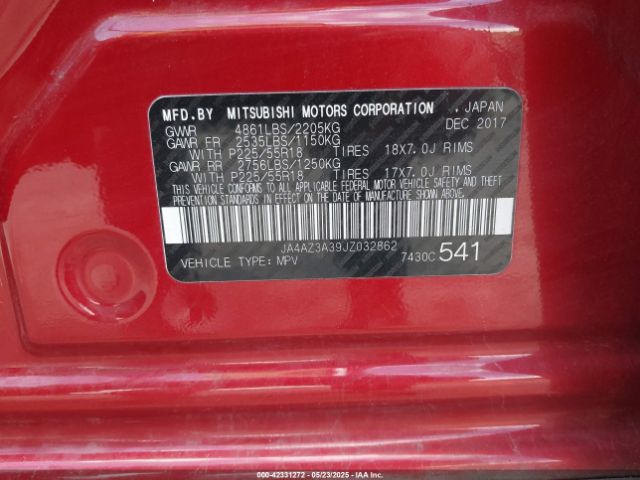 MFD.BY MITSUBISHI MOTORS CORPORATION . JAPAN
GVWR 4861LBS/2205KG DEC 2017
GAWR FR 2535LBS/1150KG
WITH P225/55R18 TIRES 18X7.0J RIMS
GAWR RR 2756LBS/1250KG
WITH P225/55R18 TIRES 17X7.0J RIMS
THIS VEHICLE CONFORMS TO ALL APPLICABLE FEDERAL MOTOR VEHICLE SAFETY AND THEFT
PREVENTION STANDARDS IN EFFECT ON THE DATE OF MANUFACTURE SHOWN ABOVE.
JA4AZ3A39JZ032862
VEHICLE TYPE: MPV 7430C 541
000-42331272 - 05/23/2025 - IAAI.COM